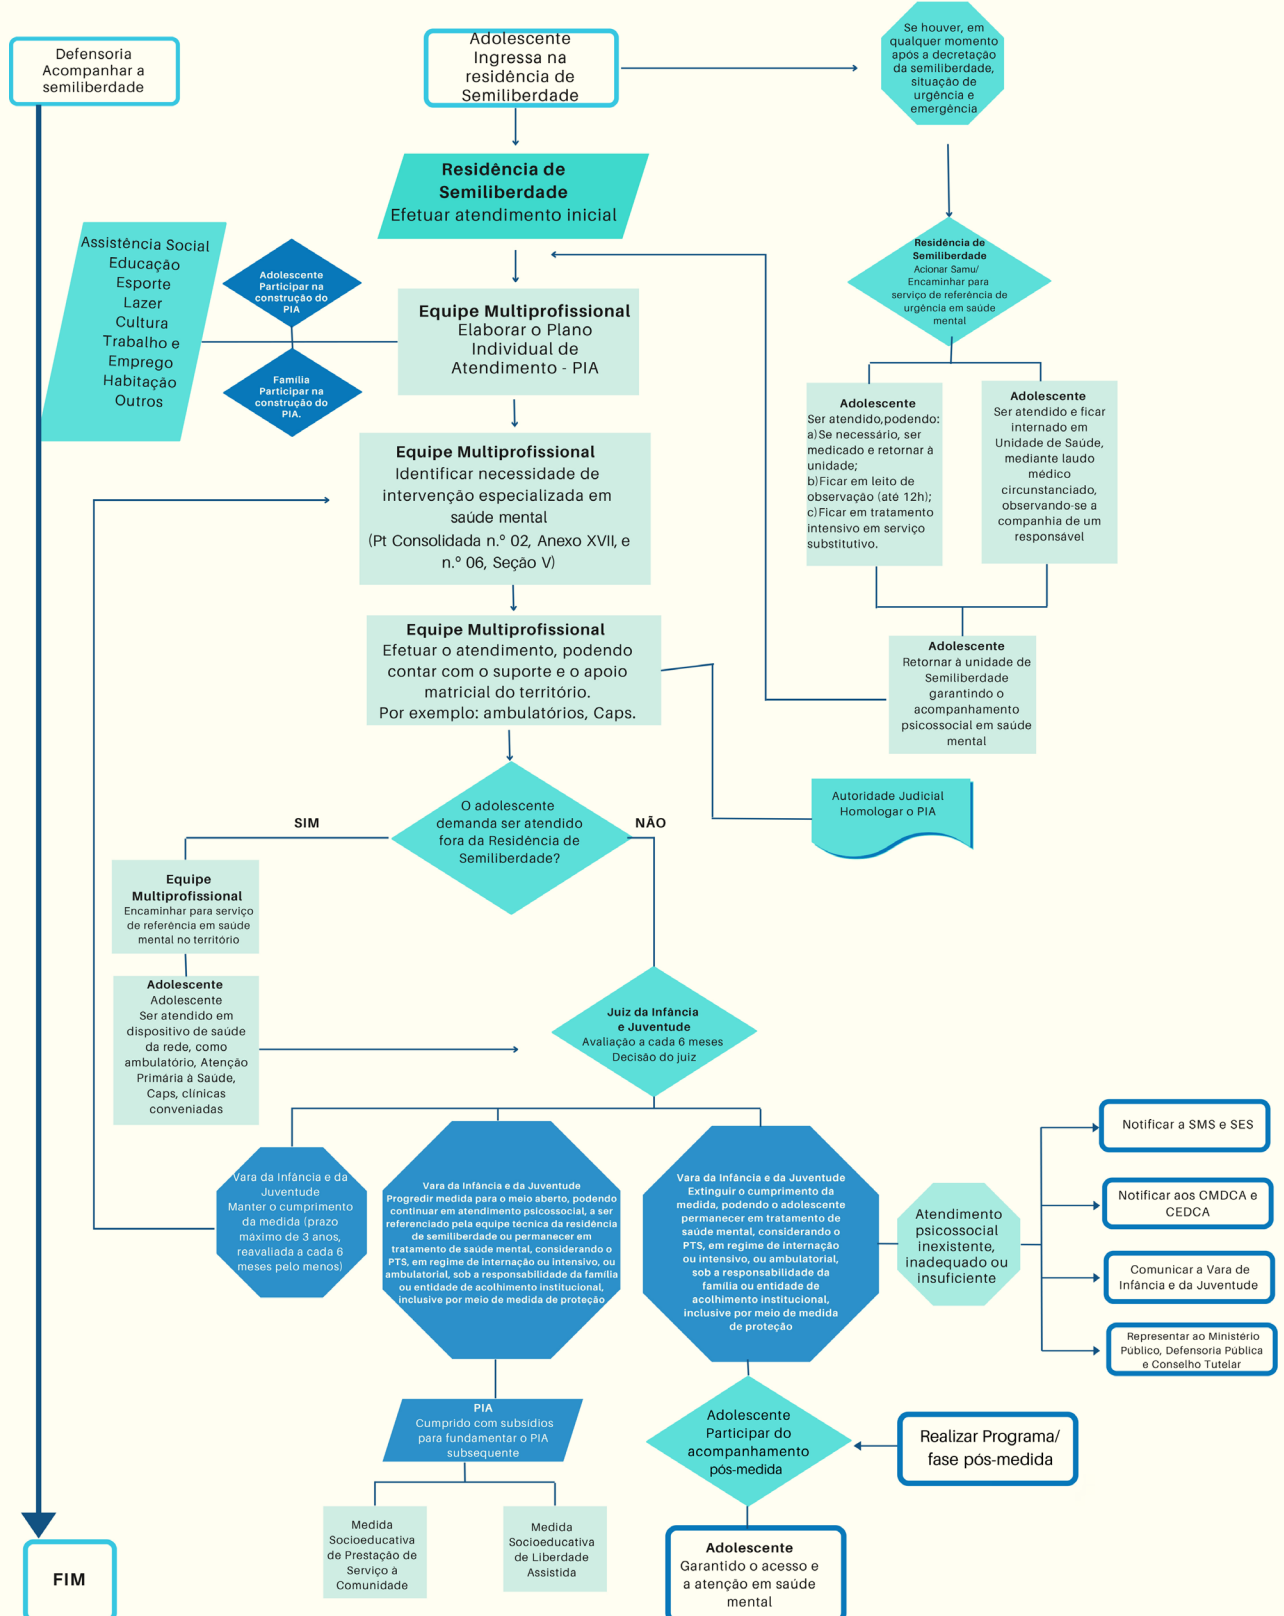 Defensoria
Acompanhar a
semiliberdade
Adolescente
Ingressa na
residência de
Semiliberdade
Se houver, em
qualquer momento
após a decretação
da semiliberdade,
situação de
urgência e
emergência
Residência de
Semiliberdade
Efetuar atendimento inicial
Assistência Social
Educação
Esporte
Lazer
Cultura
Trabalho e
Emprego
Habitação
Outros
Adolescente
Participar na
construção do
PIA
Família
Participar na
construção do
PIA.
Equipe Multiprofissional
Elaborar o Plano
Individual de
Atendimento - PIA
Residência de
Semiliberdade
Acionar Samu/
Encaminhar para
serviço de referência de
urgência em saúde
mental
Adolescente
Ser atendido,podendo:
a)Se necessário, ser
medicado e retornar à
unidade;
b)Ficar em leito de
observação (até 12h);
c)Ficar em tratamento
intensivo em serviço
substitutivo.
Adolescente
Ser atendido e ficar
internado em
Unidade de Saúde,
mediante laudo
médico
circunstanciado,
observando-se a
companhia de um
responsável
Equipe Multiprofissional
Identificar necessidade de
intervenção especializada em
saúde mental
(Pt Consolidada n.º 02, Anexo XVII, e
n.º 06, Seção V)
Equipe Multiprofissional
Efetuar o atendimento, podendo
contar com o suporte e o apoio
matricial do território.
Por exemplo: ambulatórios, Caps.
Adolescente
Retornar à unidade de
Semiliberdade
garantindo o
acompanhamento
psicossocial em saúde
mental
Autoridade Judicial
Homologar o PIA
O adolescente
demanda ser atendido
fora da Residência de
Semiliberdade?
SIM
NÃO
Equipe
Multiprofissional
Encaminhar para serviço
de referência em saúde
mental no território
Adolescente
Adolescente
Ser atendido em
dispositivo de saúde
da rede, como
ambulatório, Atenção
Primária à Saúde,
Caps, clínicas
conveniadas
Juiz da Infância
e Juventude
Avaliação a cada 6 meses
Decisão do juiz
Vara da Infância e da
Juventude
Manter o cumprimento
da medida (prazo
máximo de 3 anos,
reavaliada a cada 6
meses pelo menos)
Vara da Infância e da Juventude
Progredir medida para o meio aberto, podendo
continuar em atendimento psicossocial, a ser
referenciado pela equipe técnica da residência
de semiliberdade ou permanecer em
tratamento de saúde mental, considerando o
PTS, em regime de internação ou intensivo, ou
ambulatorial, sob a responsabilidade da família
ou entidade de acolhimento institucional,
inclusive por meio de medida de proteção
Vara da Infância e da Juventude
Extinguir o cumprimento da
medida, podendo o adolescente
permanecer em tratamento de
saúde mental, considerando o
PTS, em regime de internação
ou intensivo, ou ambulatorial,
sob a responsabilidade da
família ou entidade de
acolhimento institucional,
inclusive por meio de medida
de proteção
Atendimento
psicossocial
inexistente,
inadequado ou
insuficiente
Notificar a SMS e SES
Notificar aos CMDCA e
CEDCA
Comunicar a Vara de
Infância e da Juventude
Representar ao Ministério
Público, Defensoria Pública
e Conselho Tutelar
PIA
Cumprido com subsídios
para fundamentar o PIA
subsequente
Medida
Socioeducativa
de Prestação de
Serviço à
Comunidade
Medida
Socioeducativa
de Liberdade
Assistida
Adolescente
Participar do
acompanhamento
pós-medida
Realizar Programa/
fase pós-medida
Adolescente
Garantido o acesso e
a atenção em saúde
mental
FIM